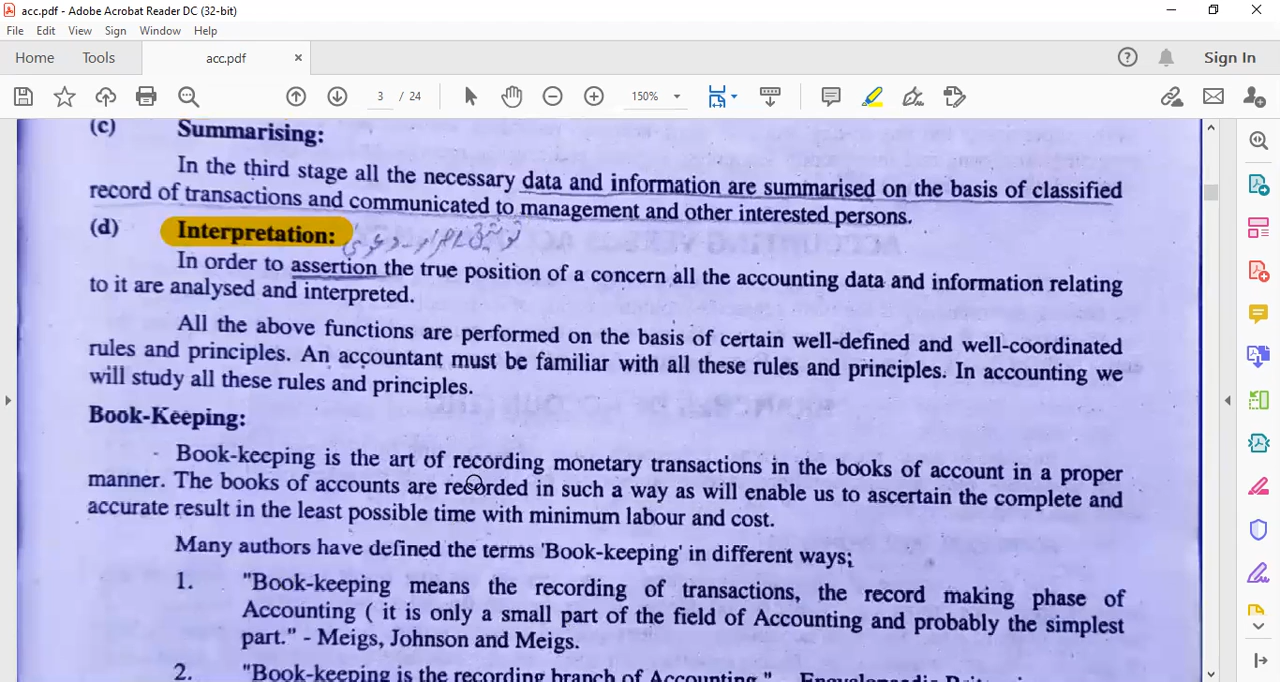 acc.pdf - Adobe Acrobat Reader DC (32-bit)
File Edit View Sign Window Help
Home Tools acc.pdf × Sign In
3 / 24 150%
(c) Summarising:
In the third stage all the necessary data and information are summarised on the basis of classified
record of transactions and communicated to management and other interested persons.
(d) Interpretation:
In order to assertion the true position of a concern all the accounting data and information relating
to it are analysed and interpreted.
All the above functions are performed on the basis of certain well-defined and well-coordinated
rules and principles. An accountant must be familiar with all these rules and principles. In accounting we
will study all these rules and principles.
Book-Keeping:
Book-keeping is the art of recording monetary transactions in the books of account in a proper
manner. The books of accounts are recorded in such a way as will enable us to ascertain the complete and
accurate result in the least possible time with minimum labour and cost.
Many authors have defined the terms 'Book-keeping' in different ways;
1. "Book-keeping means the recording of transactions, the record making phase of
Accounting ( it is only a small part of the field of Accounting and probably the simplest
part." - Meigs, Johnson and Meigs.
2. "Book-keeping is the recording branch of Accounting."